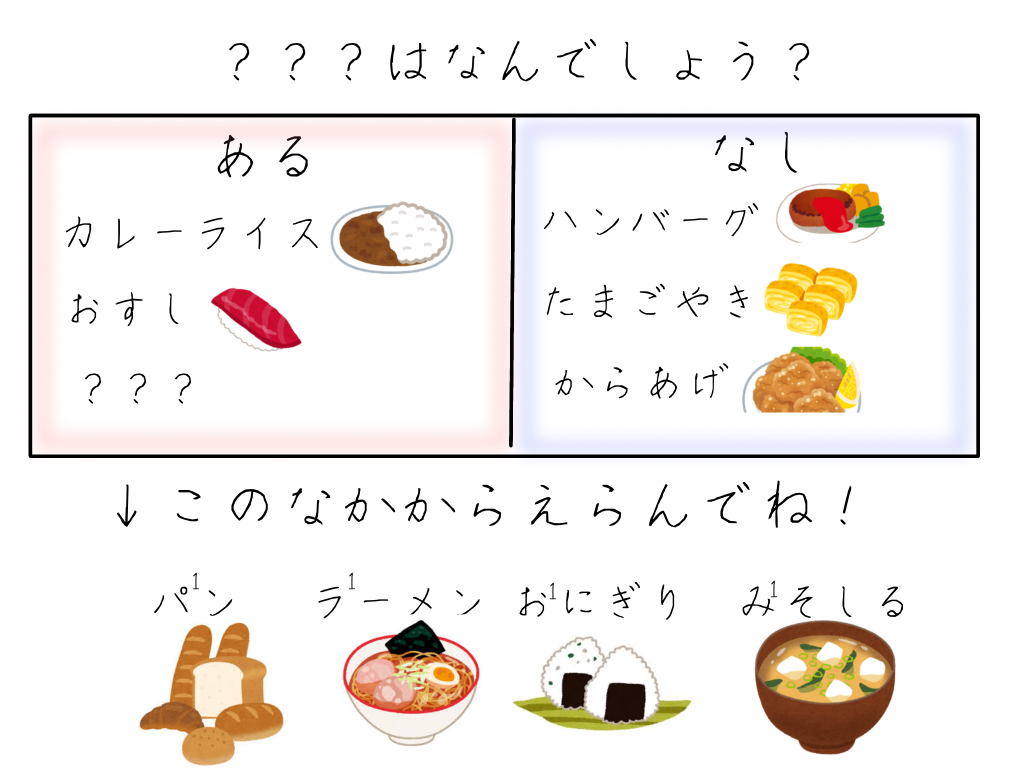 ???はなんでしょう?
ある
カレーライス
おすし
???
なし
ハンバーグ
たまごやき
からあげ
↓このなかからえらんでね!
パ1ン
ラ1ーメン
お1にぎり
み1そしる